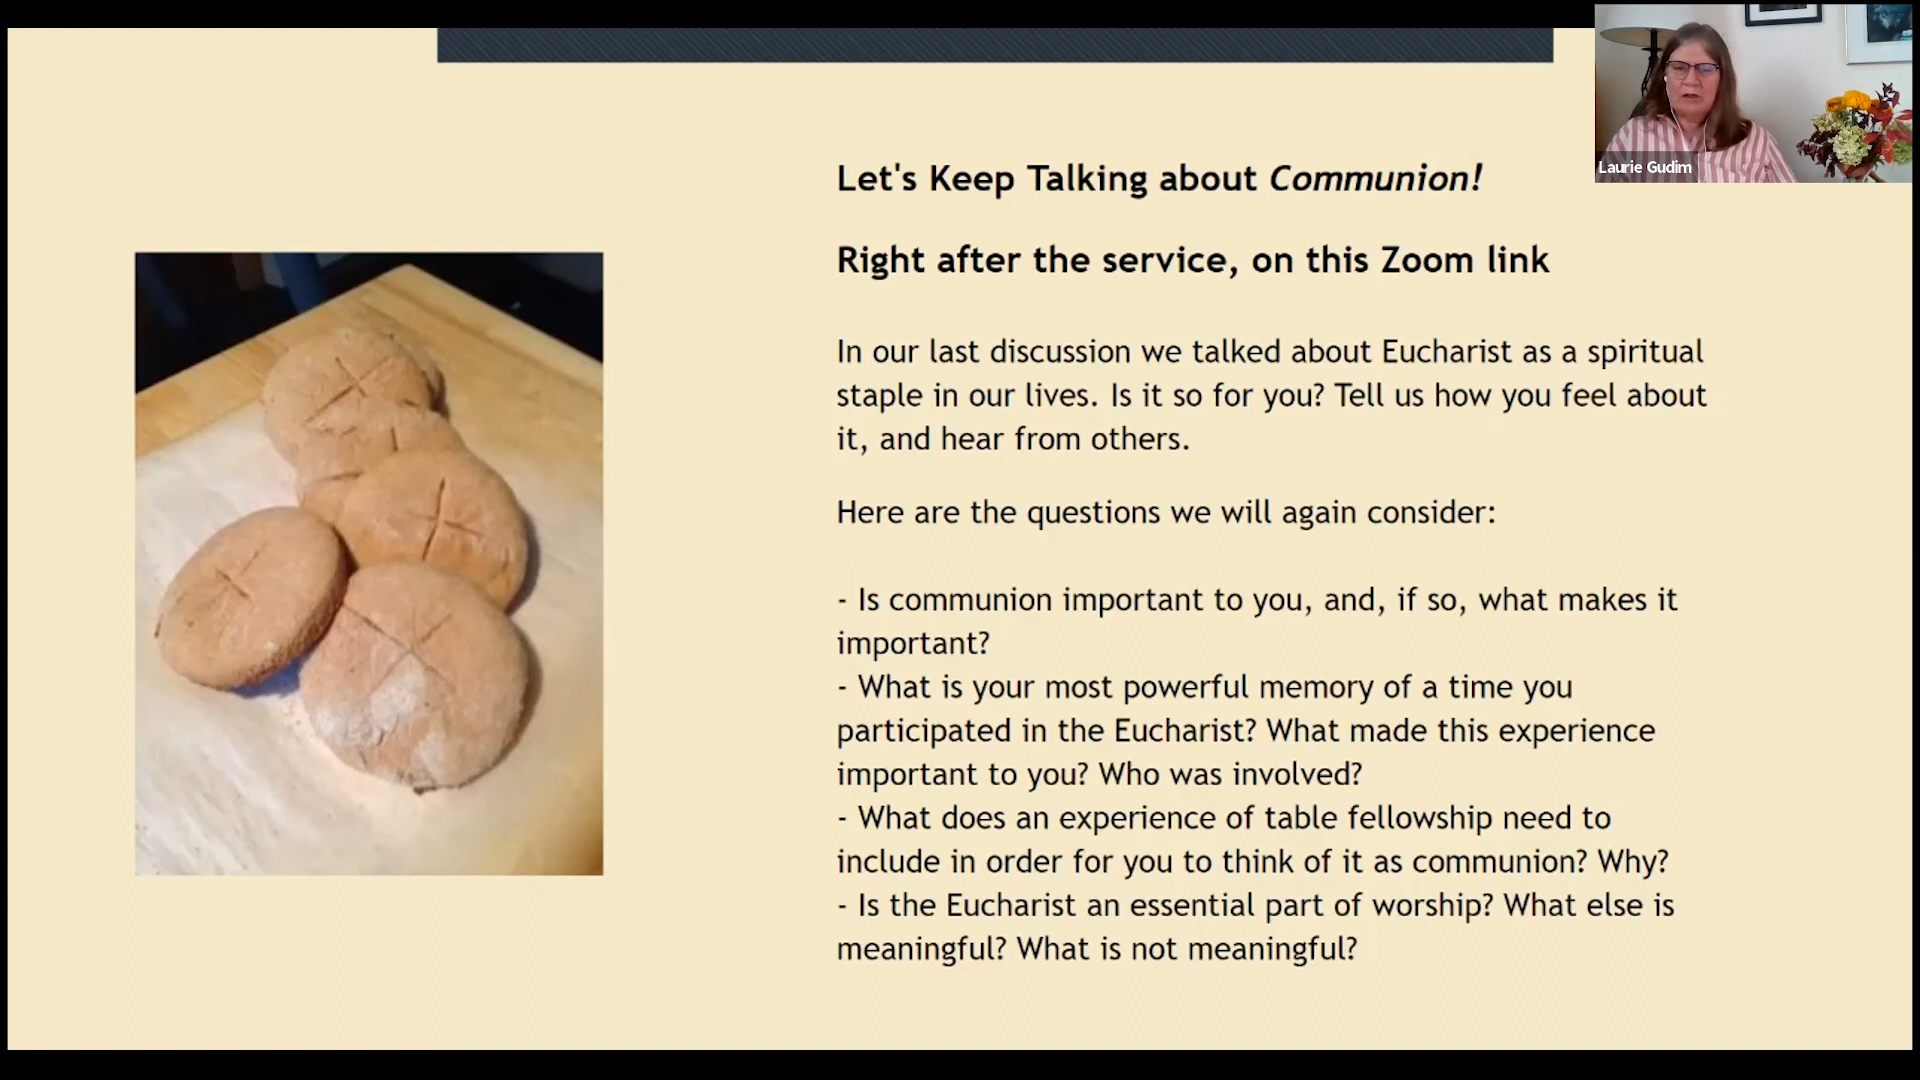 Laurie Gudim
Let's Keep Talking about Communion!
Right after the service, on this Zoom link
In our last discussion we talked about Eucharist as a spiritual
staple in our lives. Is it so for you? Tell us how you feel about
it, and hear from others.
Here are the questions we will again consider:
- Is communion important to you, and, if so, what makes it
important?
- What is your most powerful memory of a time you
participated in the Eucharist? What made this experience
important to you? Who was involved?
- What does an experience of table fellowship need to
include in order for you to think of it as communion? Why?
- Is the Eucharist an essential part of worship? What else is
meaningful? What is not meaningful?